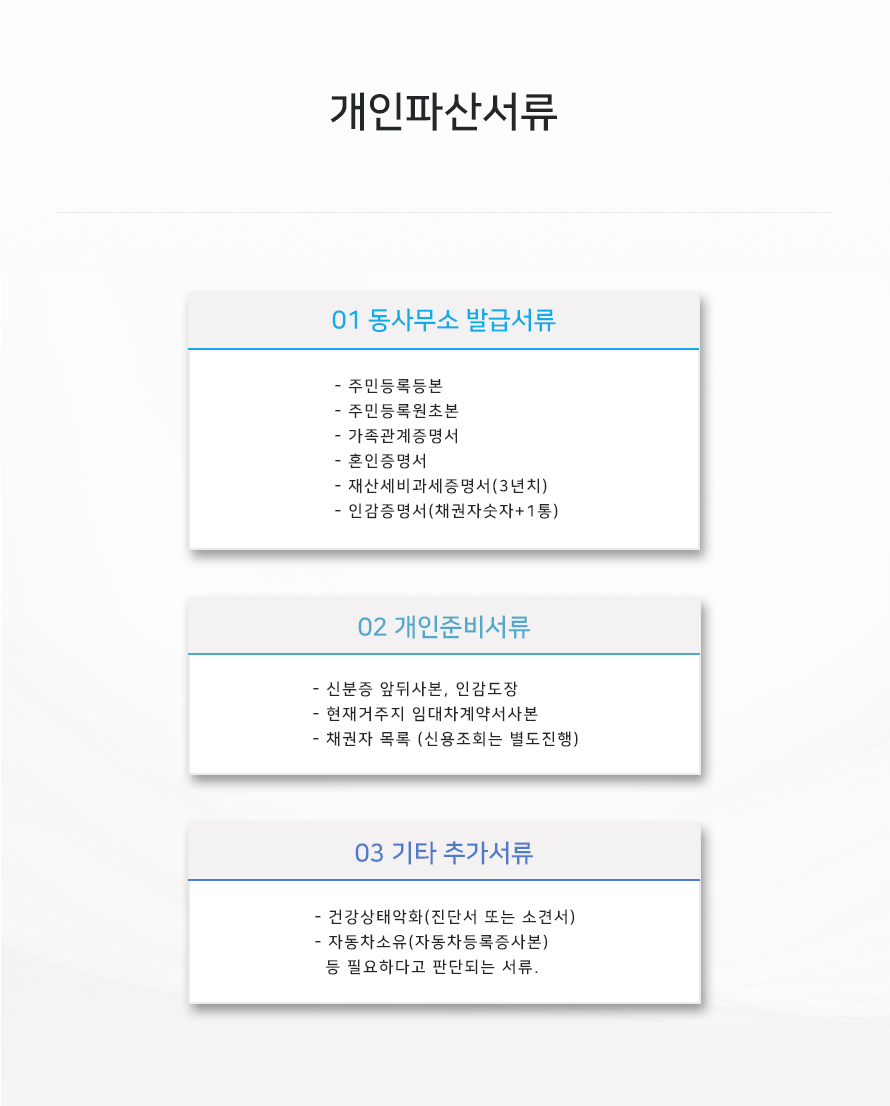 개인파산서류
01 동사무소 발급서류
- 주민등록등본
- 주민등록원초본
- 가족관계증명서
- 혼인증명서
- 재산세비과세증명서(3년치)
- 인감증명서(채권자숫자+1통)
02 개인준비서류
- 신분증 앞뒤사본, 인감도장
- 현재거주지 임대차계약서사본
- 채권자 목록 (신용조회는 별도진행)
03 기타 추가서류
- 건강상태악화(진단서 또는 소견서)
- 자동차소유(자동차등록증사본)
등 필요하다고 판단되는 서류.